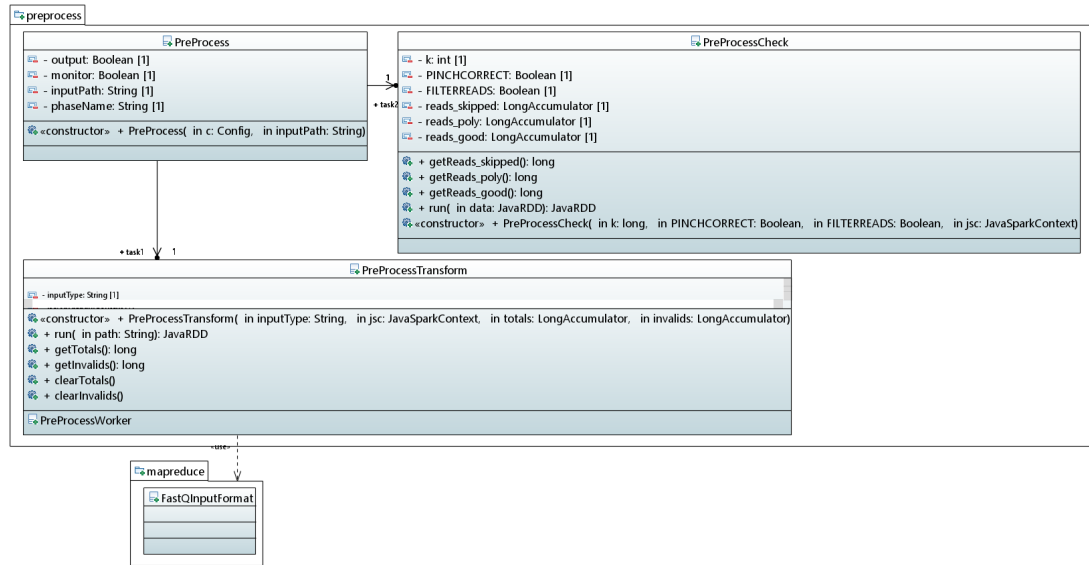 preprocess
PreProcess
- output: Boolean [1]
- monitor: Boolean [1]
- inputPath: String [1]
- phaseName: String [1]
«constructor» + PreProcess( in c: Config, in inputPath: String)
1
+ task2
PreProcessCheck
- k: int [1]
- PINCHCORRECT: Boolean [1]
- FILTERREADS: Boolean [1]
- reads_skipped: LongAccumulator [1]
- reads_poly: LongAccumulator [1]
- reads_good: LongAccumulator [1]
+ getReads_skipped(): long
+ getReads_poly(): long
+ getReads_good(): long
+ run( in data: JavaRDD): JavaRDD
«constructor» + PreProcessCheck( in k: long, in PINCHCORRECT: Boolean, in FILTERREADS: Boolean, in jsc: JavaSparkContext)
+ task1 1
PreProcessTransform
- inputType: String [1]
«constructor» + PreProcessTransform( in inputType: String, in jsc: JavaSparkContext, in totals: LongAccumulator, in invalids: LongAccumulator)
+ run( in path: String): JavaRDD
+ getTotals(): long
+ getInvalids(): long
+ clearTotals()
+ clearInvalids()
PreProcessWorker
«use»
mapreduce
FastQInputFormat